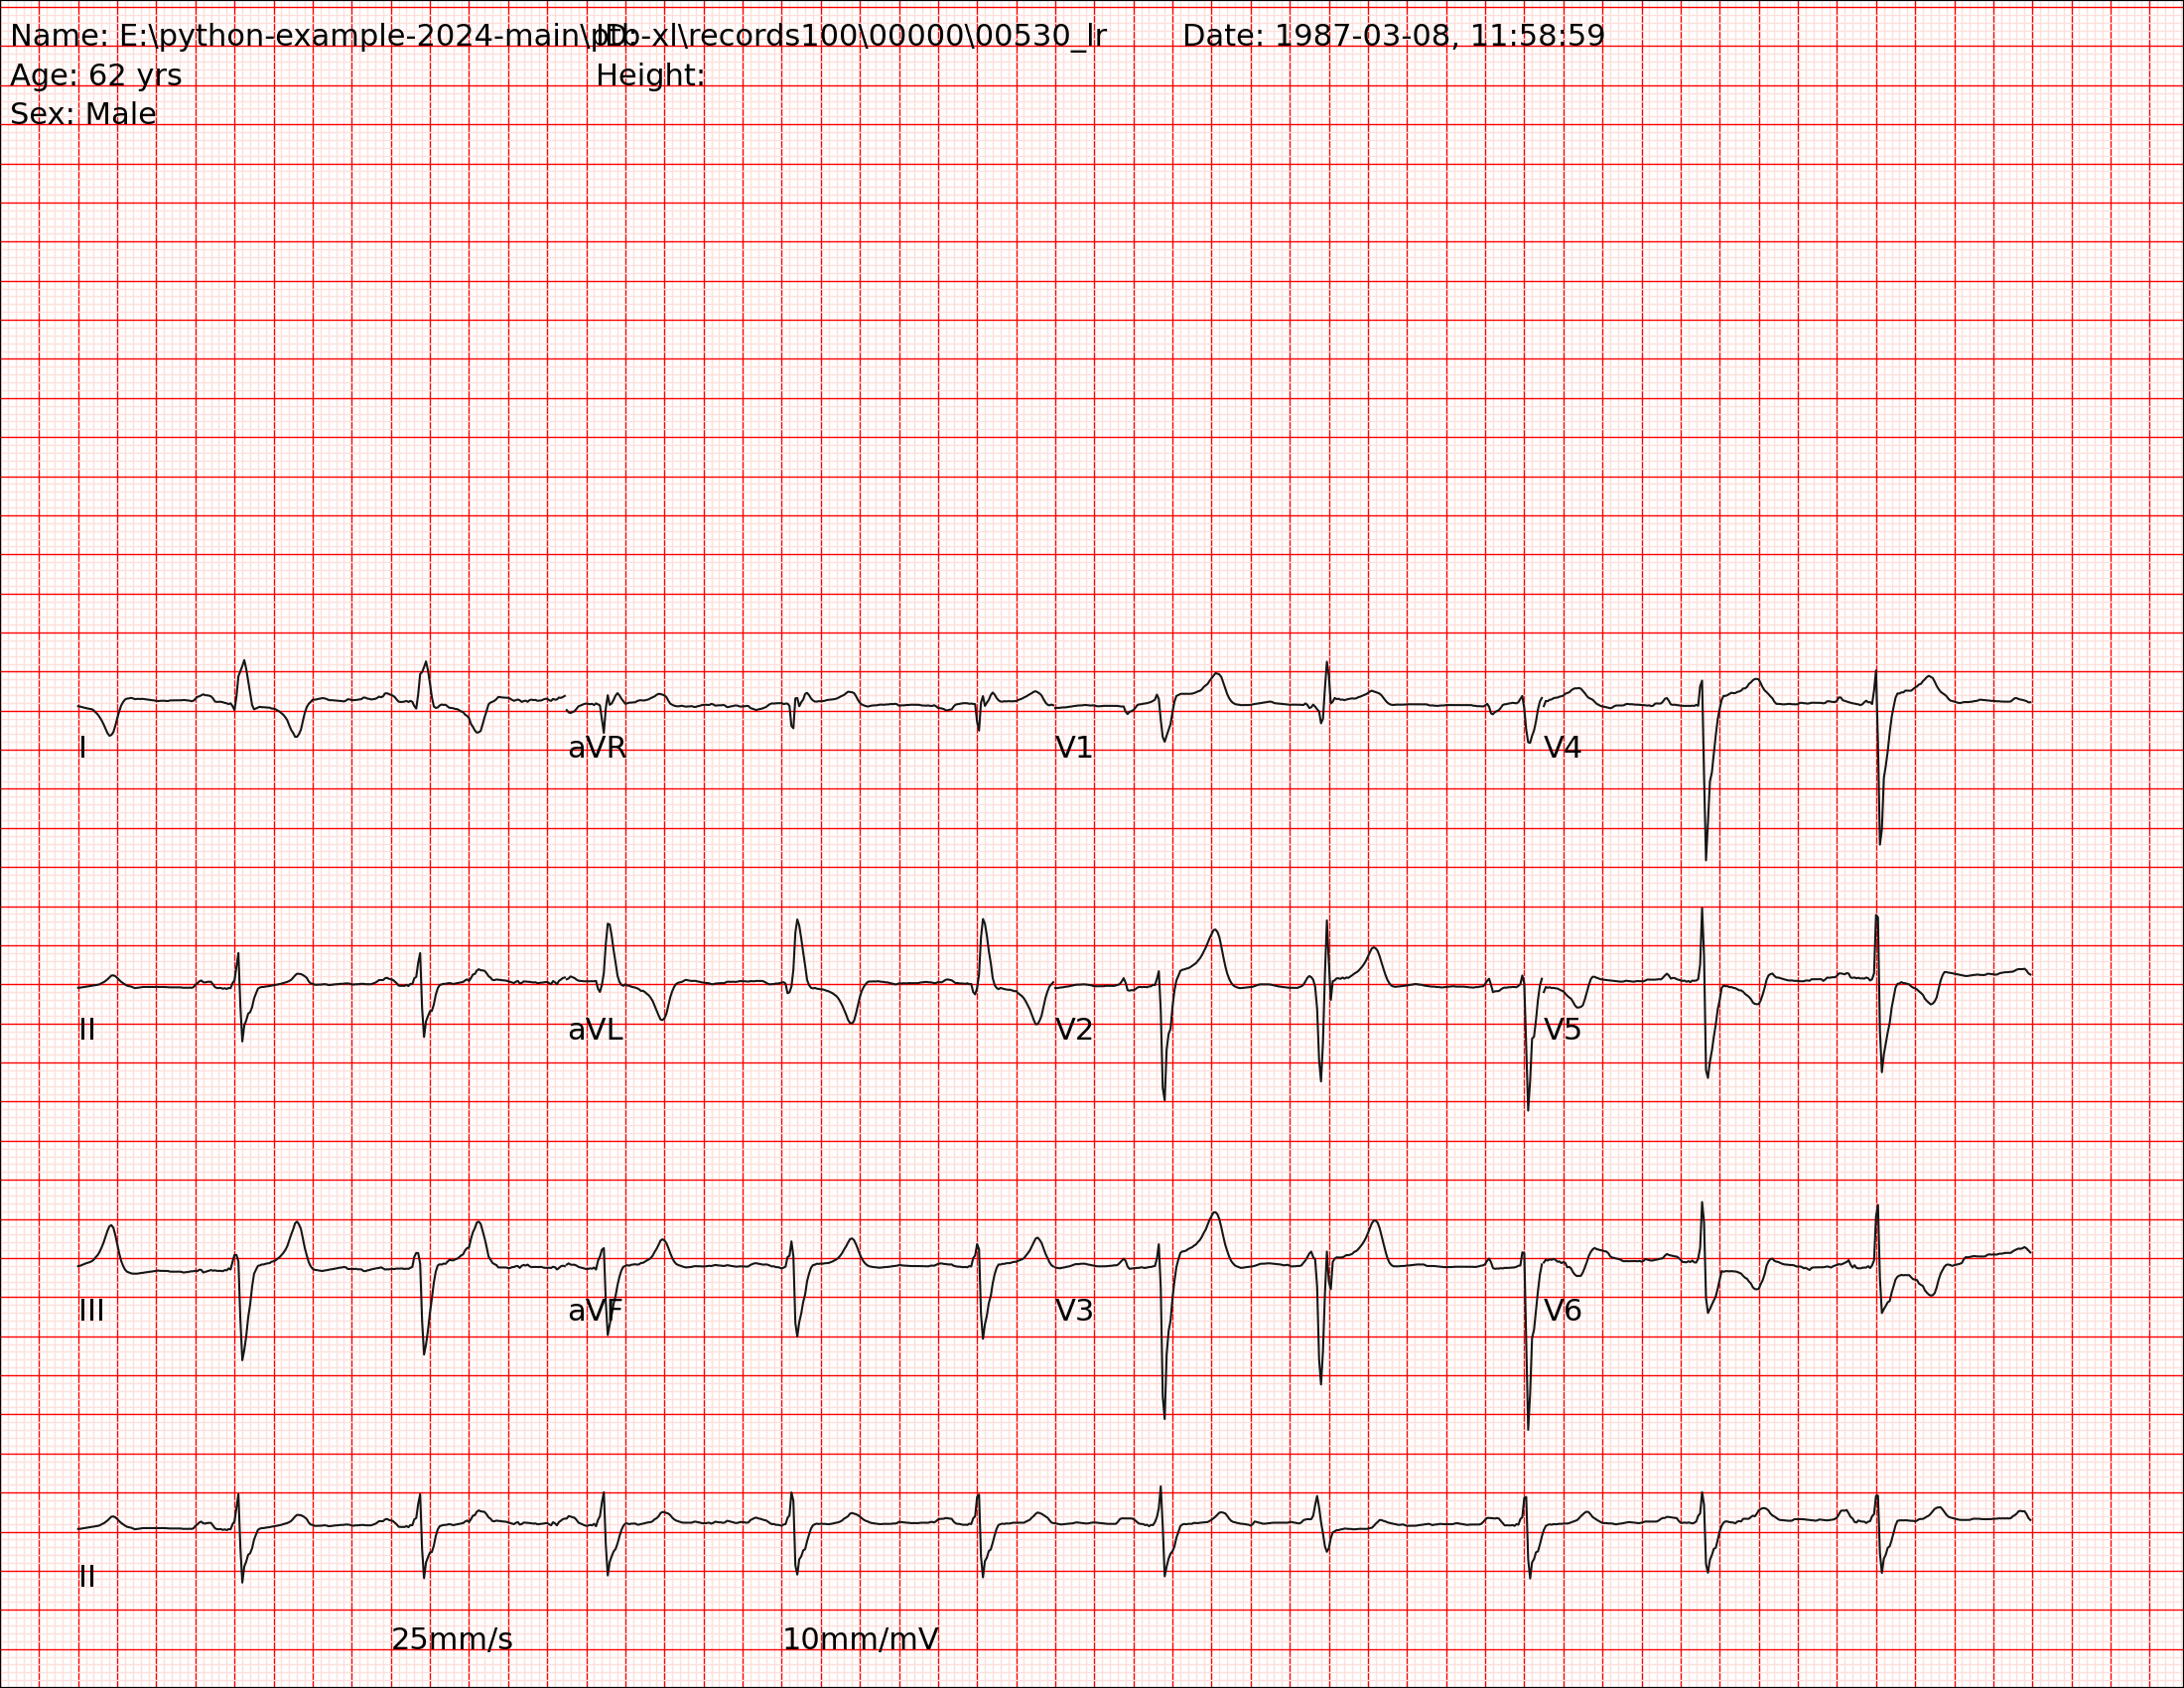 Name: E:\python-example-2024-main\ptb-xl\records100\00000\00530_lr ID: Date: 1987-03-08, 11:58:59
Age: 62 yrs Height:
Sex: Male
I aVR V1 V4
II aVL V2 V5
III aVF V3 V6
II
25mm/s 10mm/mV